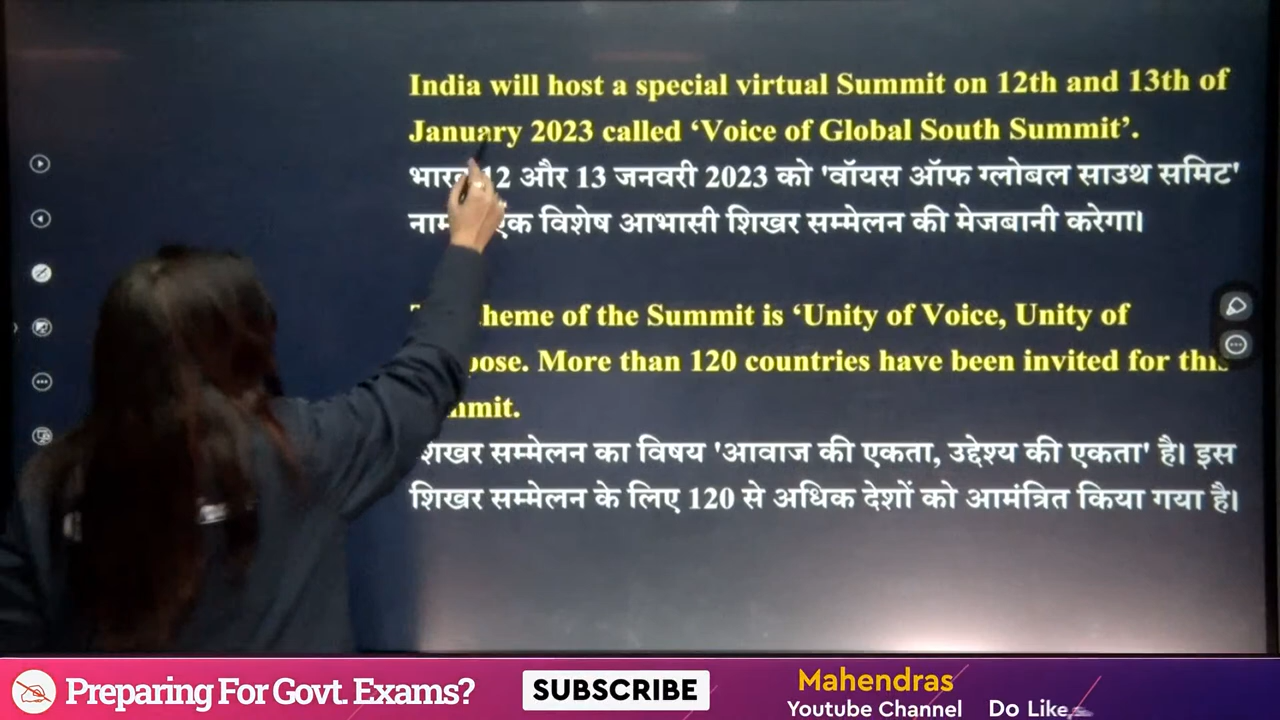 India will host a special virtual Summit on 12th and 13th of
January 2023 called ‘Voice of Global South Summit’.
12 और 13 जनवरी 2023 को 'वॉयस ऑफ ग्लोबल साउथ समिट'
एक विशेष आभासी शिखर सम्मेलन की मेजबानी करेगा।
of the Summit is ‘Unity of Voice, Unity of
More than 120 countries have been invited for this
शिखर सम्मेलन का विषय 'आवाज की एकता, उद्देश्य की एकता' है। इस
शिखर सम्मेलन के लिए 120 से अधिक देशों को आमंत्रित किया गया है।
Preparing For Govt. Exams?
SUBSCRIBE
Mahendras
Youtube Channel Do Like